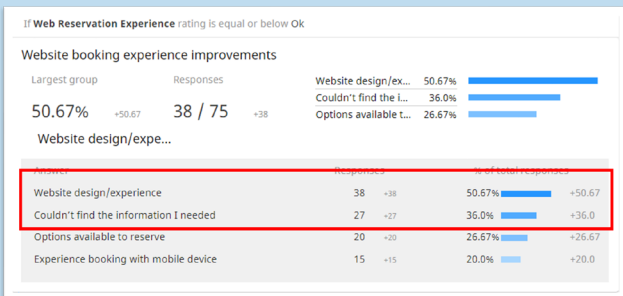 If Web Reservation Experience rating is equal or below Ok
Website booking experience improvements
Largest group Responses
50.67% +50.67 38 / 75 +38
Website design/expe...
Website design/ex... 50.67%
Couldn't find the i... 36.0%
Options available t... 26.67%
Answer Responses % of total responses
Website design/experience 38 +38 50.67% +50.67
Couldn't find the information I needed 27 +27 36.0% +36.0
Options available to reserve 20 +20 26.67% +26.67
Experience booking with mobile device 15 +15 20.0% +20.0